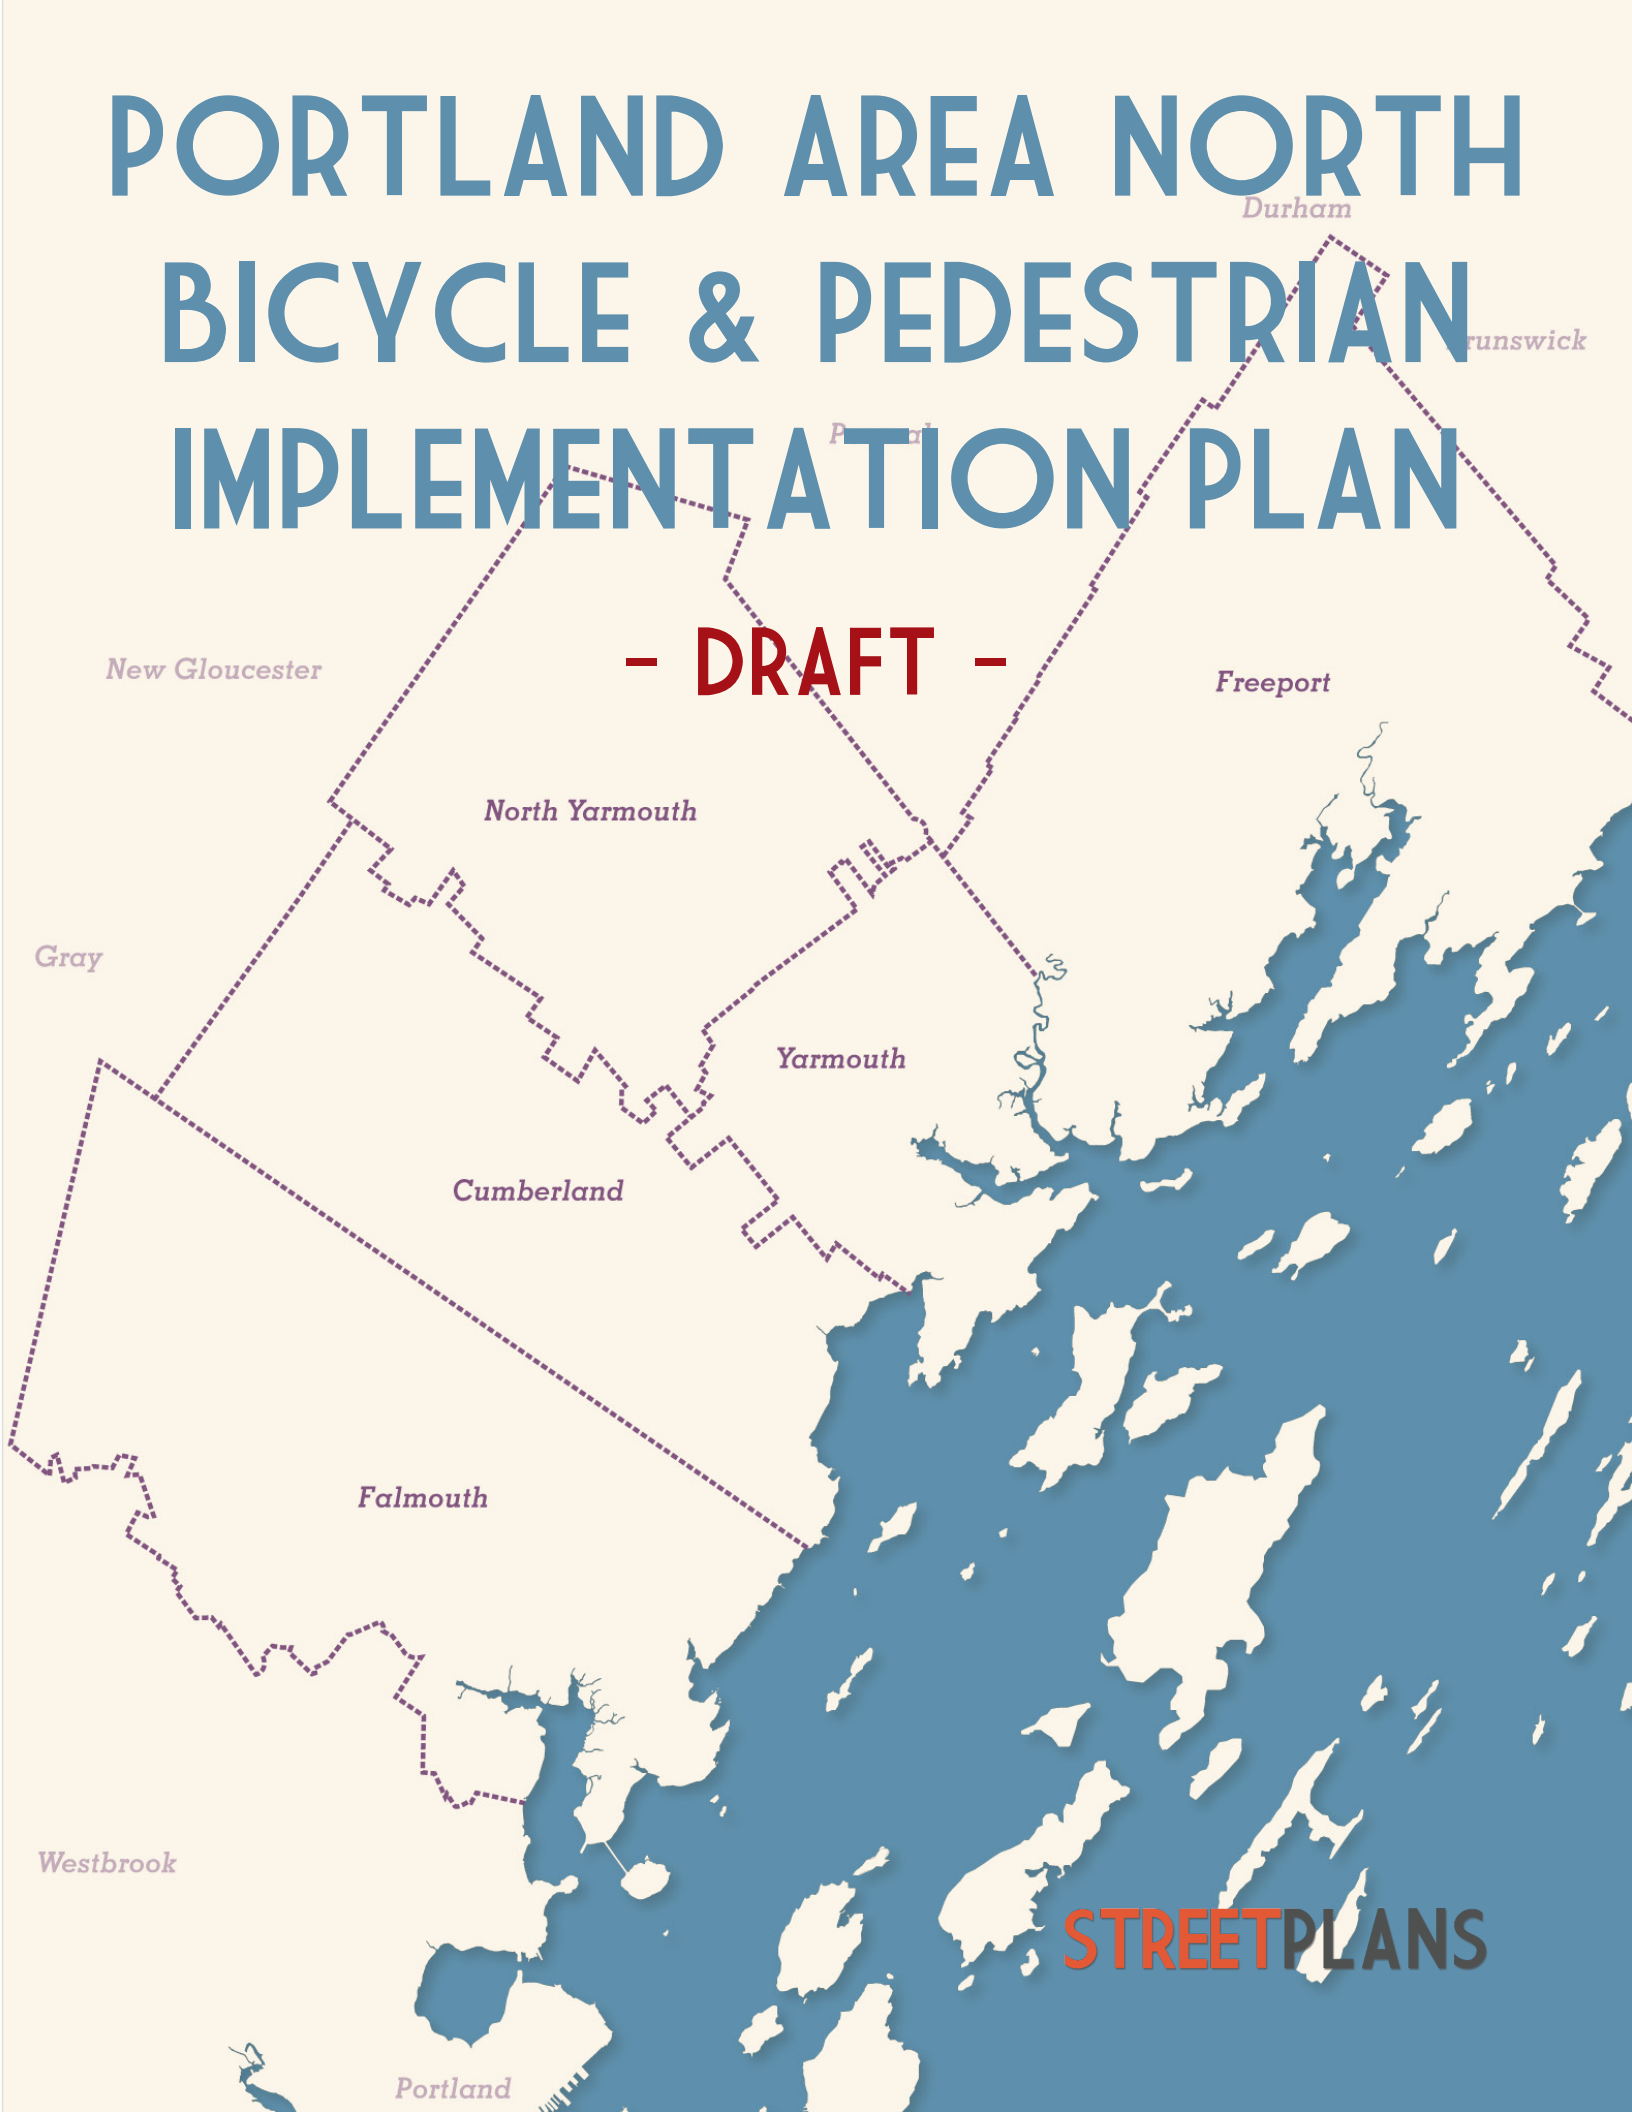 PORTLAND AREA NORTH
Durham
BICYCLE & PEDESTRIAN
runswick
IMPLEMENTATION PLAN
- DRAFT -
New Gloucester
Freeport
North Yarmouth
Gray
Yarmouth
Cumberland
Falmouth
Westbrook
STREETPLANS
Portland